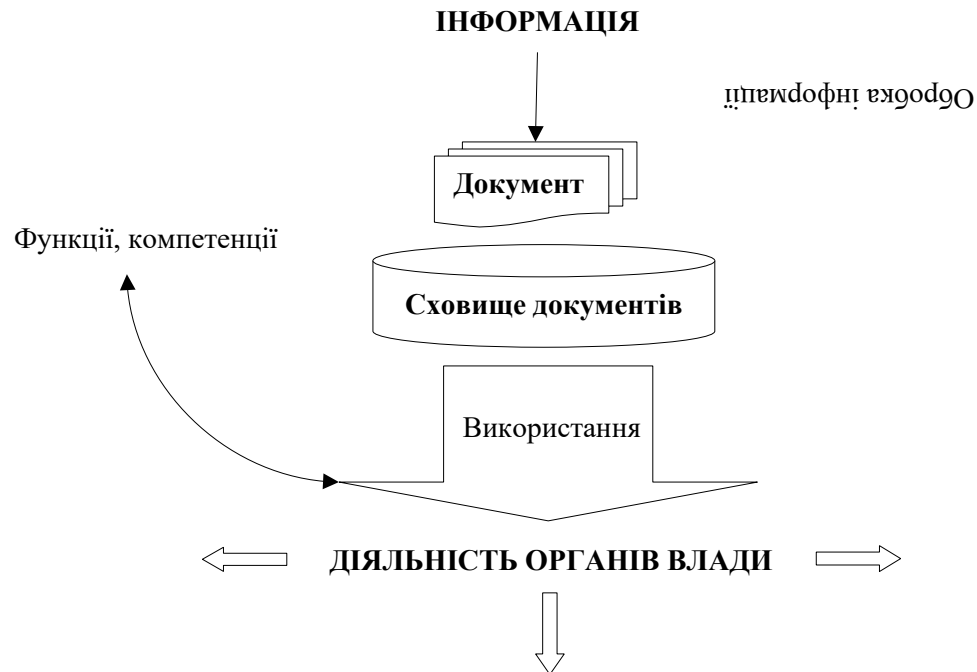 ІНФОРМАЦІЯ
Обробка інформації
Документ
Функції, компетенції
Сховище документів
Використання
ДІЯЛЬНІСТЬ ОРГАНІВ ВЛАДИ